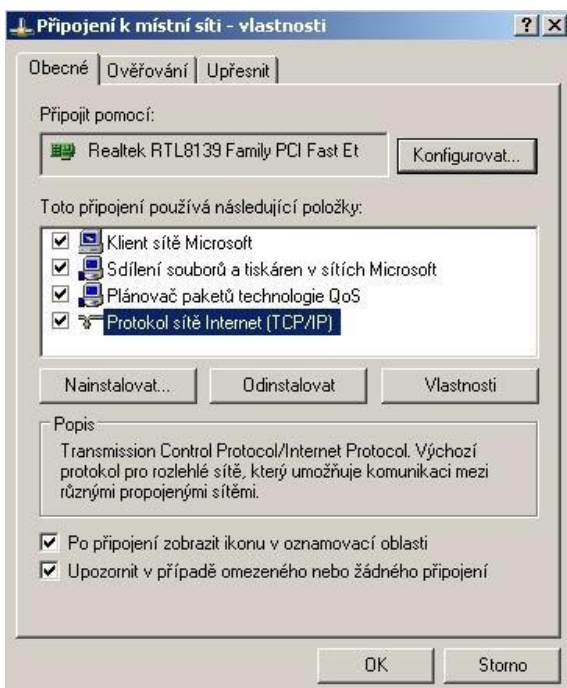 Připojení k místní síti - vlastnosti
Obecné Ověřování Upřesnit
Připojit pomocí:
Realtek RTL8139 Family PCI Fast Et Konfigurovat...
Toto připojení používá následující položky:
Klient sítě Microsoft
Sdílení souborů a tiskáren v sítích Microsoft
Plánovač paketů technologie QoS
Protokol sítě Internet (TCP/IP)
Nainstalovat... Odinstalovat Vlastnosti
Popis
Transmission Control Protocol/Internet Protocol. Výchozí
protokol pro rozlehlé sítě, který umožňuje komunikaci mezi
různými propojenými sítěmi.
Po připojení zobrazit ikonu v oznamovací oblasti
Upozornit v případě omezeného nebo žádného připojení
OK Storno